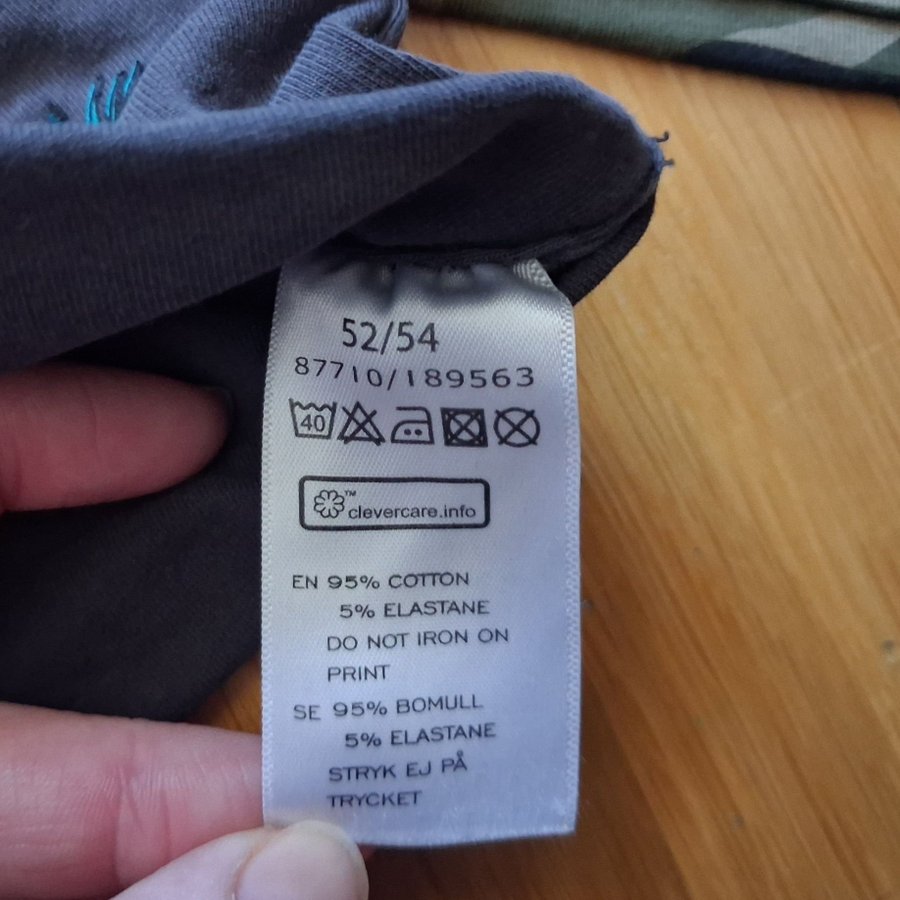 52/54
87710/189563
40
™
clevercare.info
EN 95% COTTON
5% ELASTANE
DO NOT IRON ON
PRINT
SE 95% BOMULL
5% ELASTANE
STRYK EJ PÅ
TRYCKET